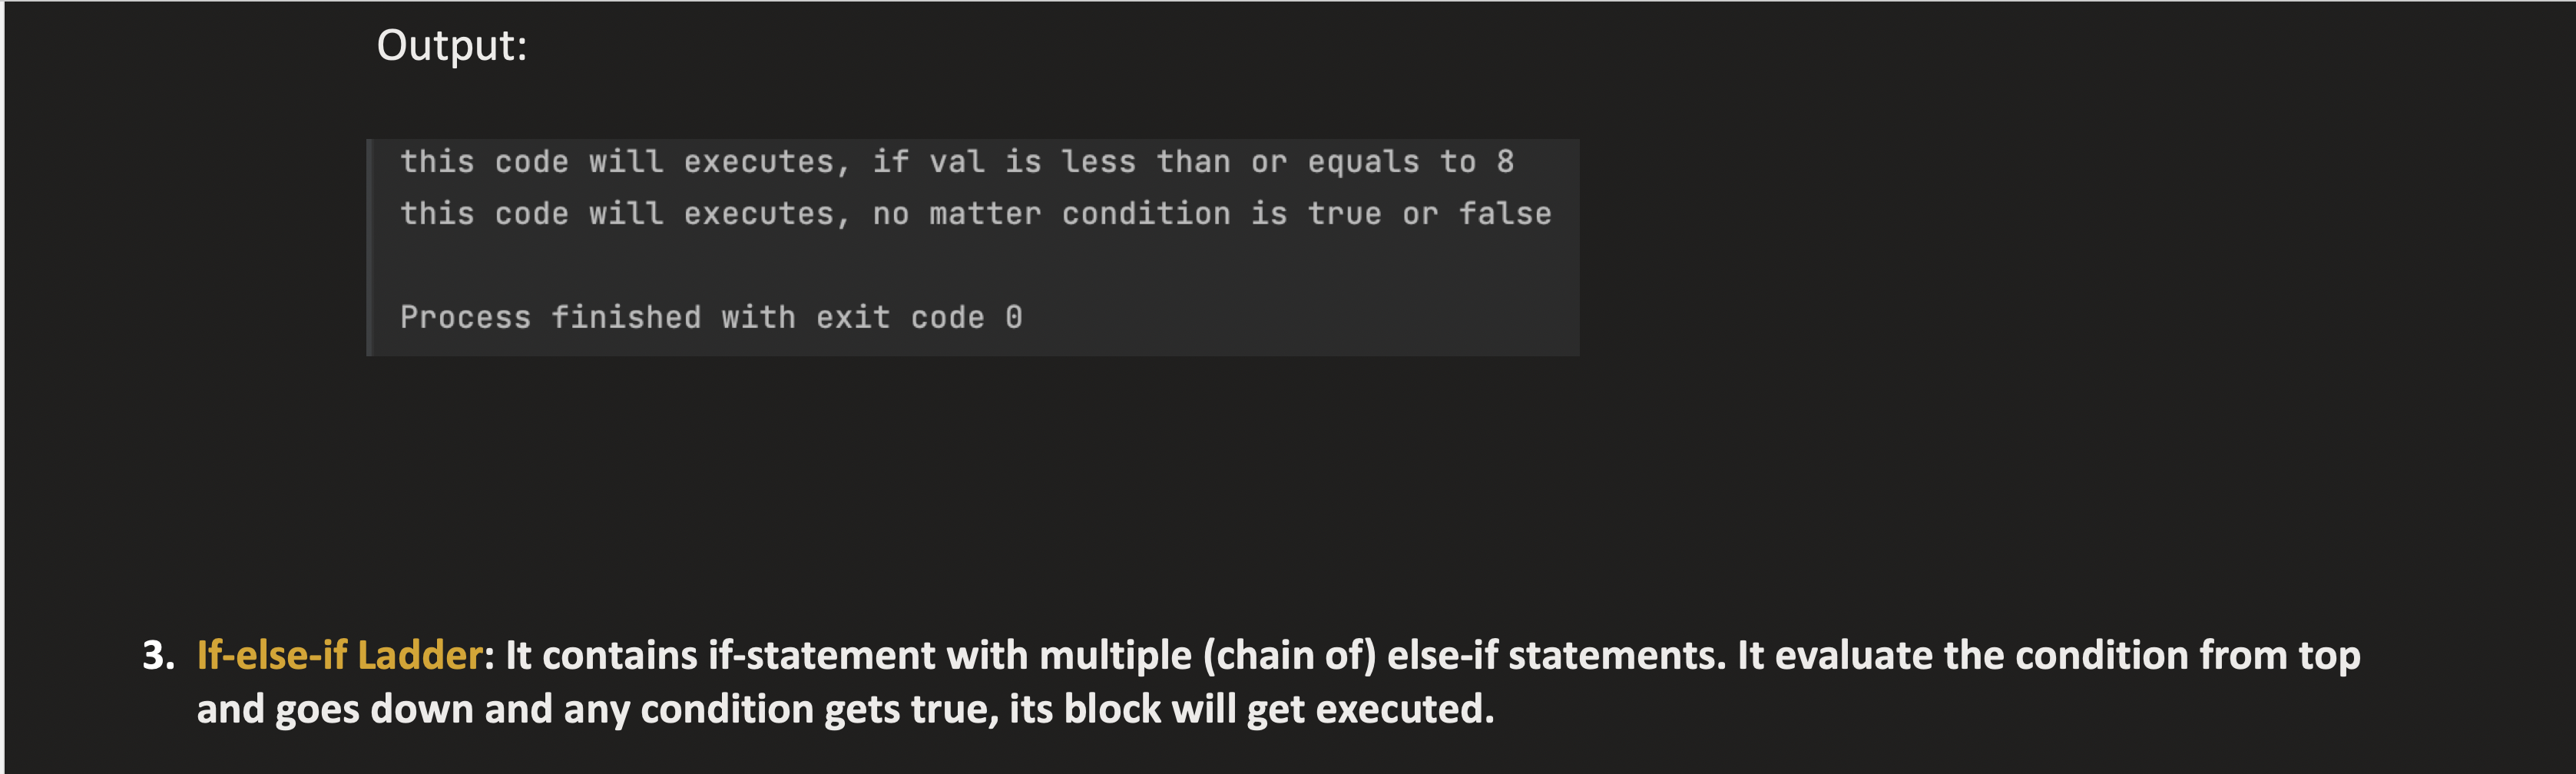 Output:
this code will executes, if val is less than or equals to 8
this code will executes, no matter condition is true or false
Process finished with exit code 0
3. If-else-if Ladder: It contains if-statement with multiple (chain of) else-if statements. It evaluate the condition from top
and goes down and any condition gets true, its block will get executed.